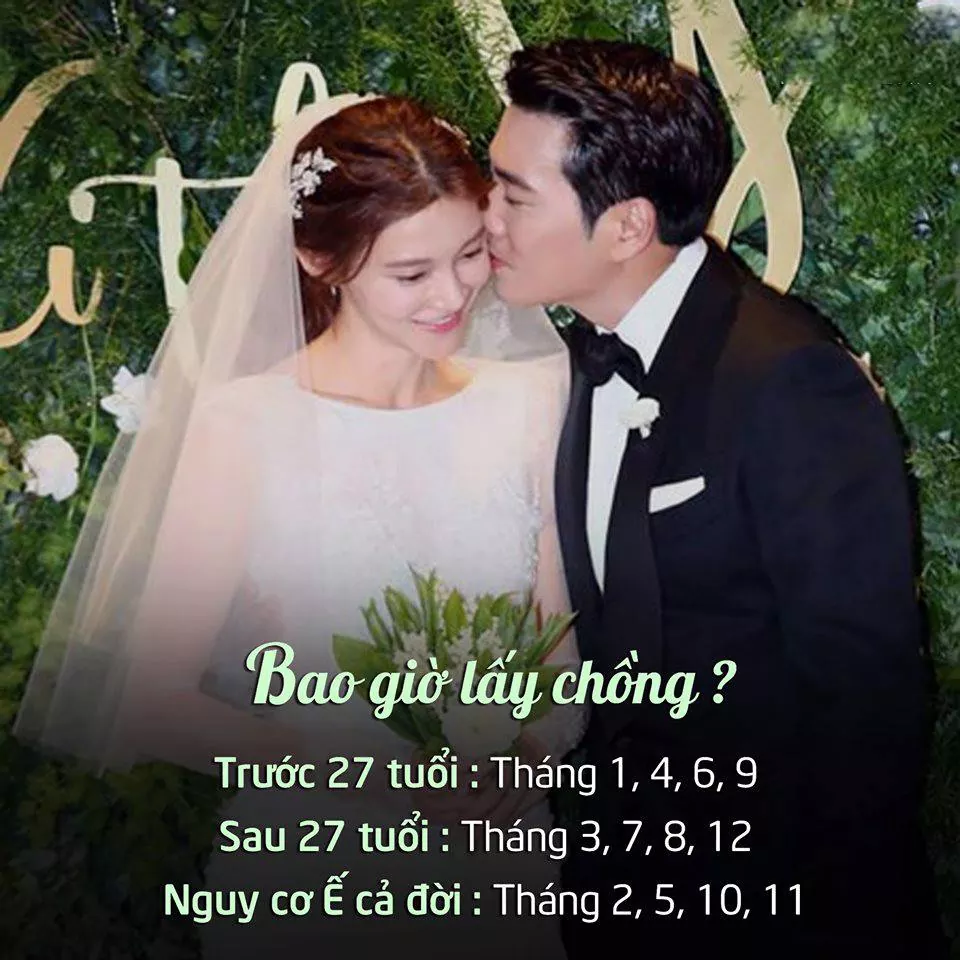 Bao giờ lấy chồng ?
Trước 27 tuổi : Tháng 1, 4, 6, 9
Sau 27 tuổi : Tháng 3, 7, 8, 12
Nguy cơ Ế cả đời : Tháng 2, 5, 10, 11